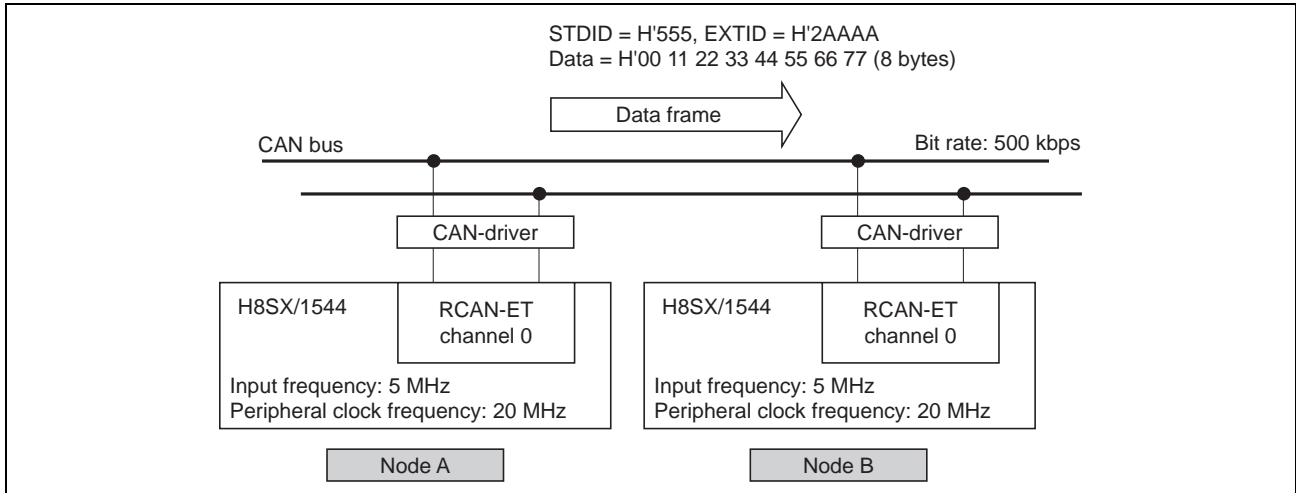 STDID = H'555, EXTID = H'2AAAA
Data = H'00 11 22 33 44 55 66 77 (8 bytes)
Data frame
CAN bus
Bit rate: 500 kbps
CAN-driver
CAN-driver
H8SX/1544
RCAN-ET
channel 0
Input frequency: 5 MHz
Peripheral clock frequency: 20 MHz
H8SX/1544
RCAN-ET
channel 0
Input frequency: 5 MHz
Peripheral clock frequency: 20 MHz
Node A
Node B